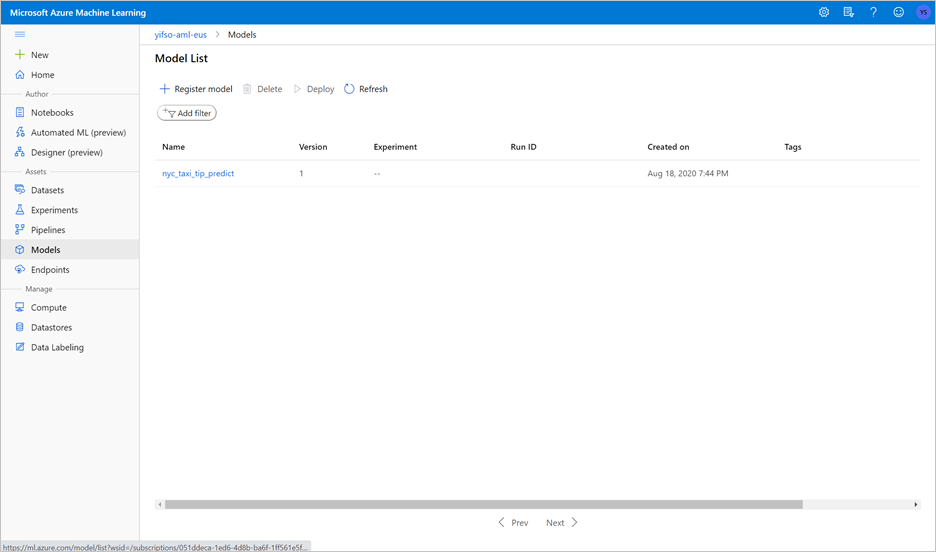 Microsoft Azure Machine Learning
YS
yifso-aml-eus > Models
New
Home
Author
Notebooks
Automated ML (preview)
Designer (preview)
Assets
Datasets
Experiments
Pipelines
Models
Endpoints
Manage
Compute
Datastores
Data Labeling
Model List
Register model Delete Deploy Refresh
Add filter
Name Version Experiment Run ID Created on Tags
nyc_taxi_tip_predict 1 -- Aug 18, 2020 7:44 PM
Prev Next
https://ml.azure.com/model/list?wsid=/subscriptions/051ddeca-1ed6-4d8b-ba6f-1ff561e5f...